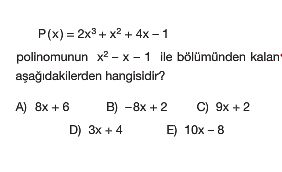 P(x) = 2x³ + x² + 4x – 1
polinomunun x² – x – 1 ile bölümünden kalan
aşağıdakilerden hangisidir?
A) 8x + 6 B) –8x + 2 C) 9x + 2
D) 3x + 4 E) 10x – 8